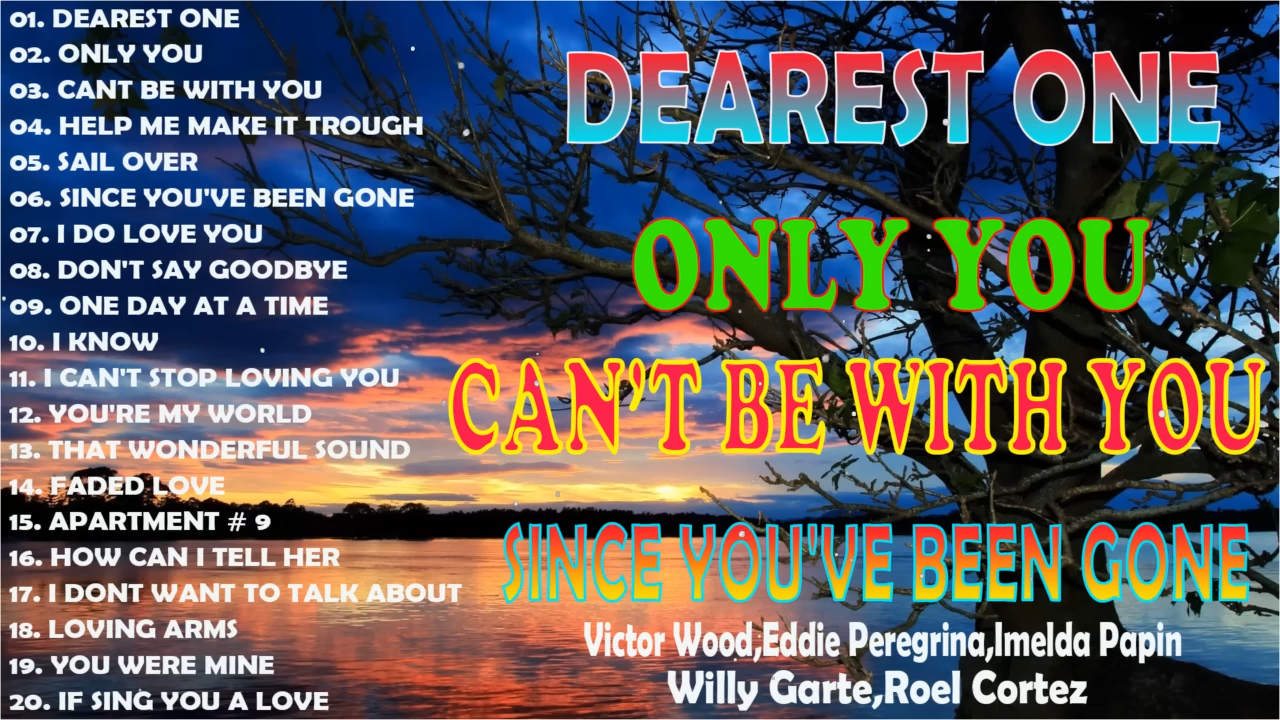 01. DEAREST ONE
02. ONLY YOU
03. CANT BE WITH YOU
04. HELP ME MAKE IT TROUGH
05. SAIL OVER
06. SINCE YOU'VE BEEN GONE
07. I DO LOVE YOU
08. DON'T SAY GOODBYE
09. ONE DAY AT A TIME
10. I KNOW
11. I CAN'T STOP LOVING YOU
12. YOU'RE MY WORLD
13. THAT WONDERFUL SOUND
14. FADED LOVE
15. APARTMENT # 9
16. HOW CAN I TELL HER
17. I DONT WANT TO TALK ABOUT
18. LOVING ARMS
19. YOU WERE MINE
20. IF SING YOU A LOVE
DEAREST ONE
ONLY YOU
CAN'T BE WITH YOU
SINCE YOU'VE BEEN GONE
Victor Wood,Eddie Peregrina,Imelda Papin
Willy Garte,Roel Cortez